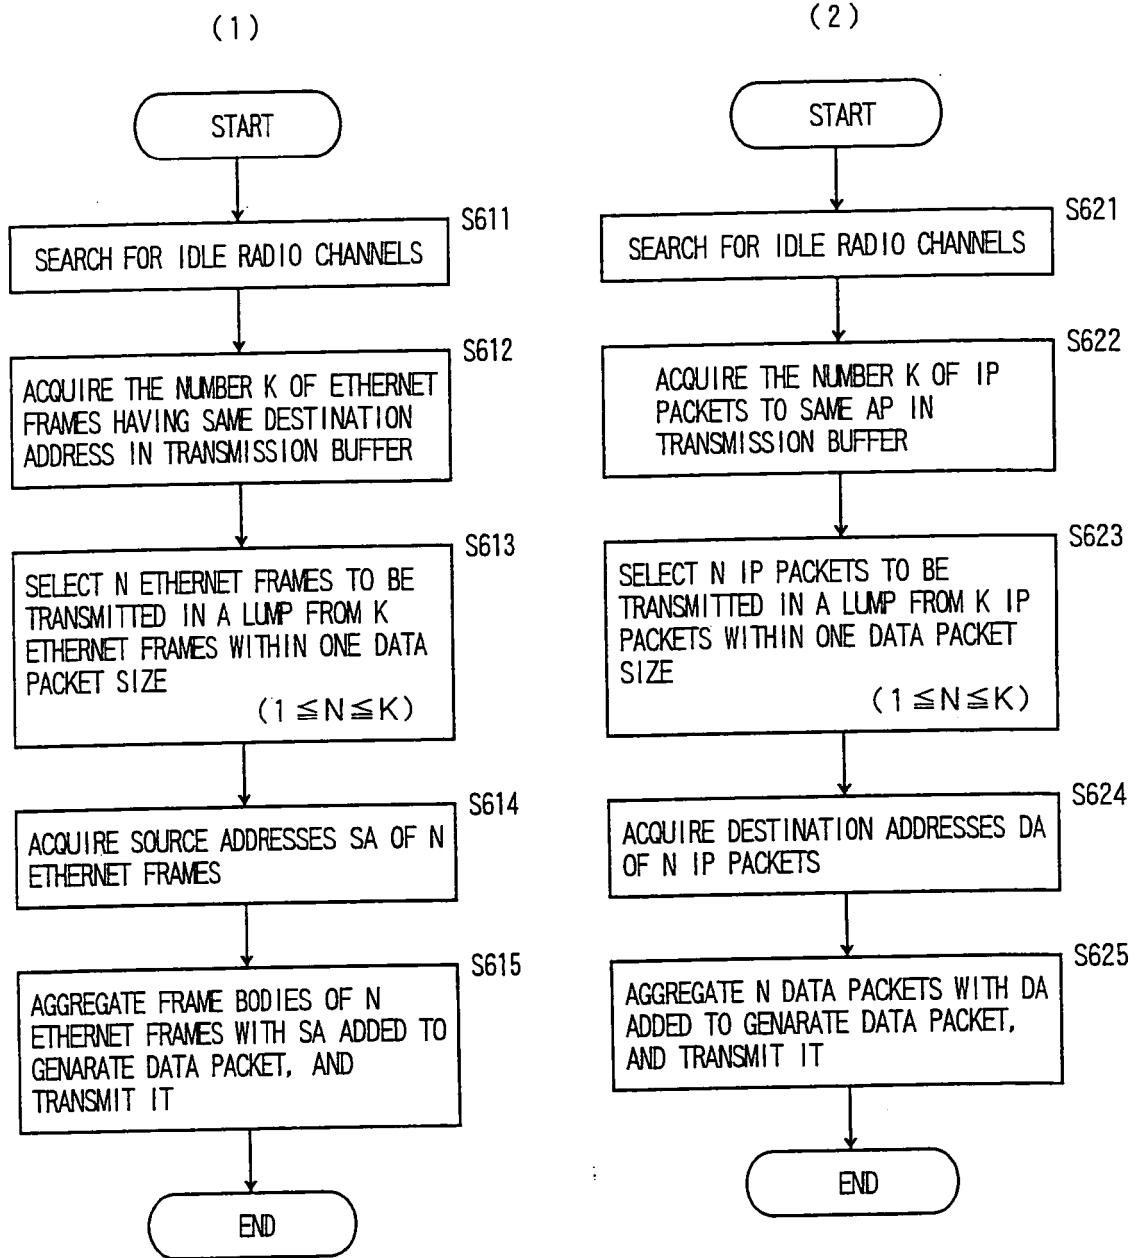 (1)
START
S611
SEARCH FOR IDLE RADIO CHANNELS
S612
ACQUIRE THE NUMBER K OF ETHERNET
FRAMES HAVING SAME DESTINATION
ADDRESS IN TRANSMISSION BUFFER
S613
SELECT N ETHERNET FRAMES TO BE
TRANSMITTED IN A LUMP FROM K
ETHERNET FRAMES WITHIN ONE DATA
PACKET SIZE
(1≦N≦K)
S614
ACQUIRE SOURCE ADDRESSES SA OF N
ETHERNET FRAMES
S615
AGGREGATE FRAME BODIES OF N
ETHERNET FRAMES WITH SA ADDED TO
GENARATE DATA PACKET, AND
TRANSMIT IT
END
(2)
START
S621
SEARCH FOR IDLE RADIO CHANNELS
S622
ACQUIRE THE NUMBER K OF IP
PACKETS TO SAME AP IN
TRANSMISSION BUFFER
S623
SELECT N IP PACKETS TO BE
TRANSMITTED IN A LUMP FROM K IP
PACKETS WITHIN ONE DATA PACKET
SIZE
(1≦N≦K)
S624
ACQUIRE DESTINATION ADDRESSES DA
OF N IP PACKETS
S625
AGGREGATE N DATA PACKETS WITH DA
ADDED TO GENARATE DATA PACKET,
AND TRANSMIT IT
END